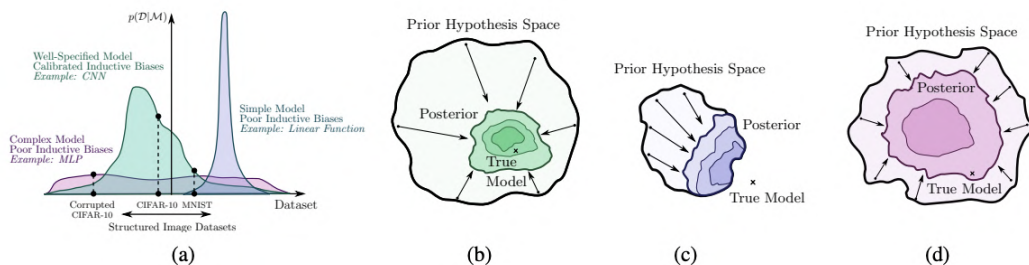 p(D|M)
Well-Specified Model
Calibrated Inductive Biases
Example: CNN
Simple Model
Poor Inductive Biases
Example: Linear Function
Complex Model
Poor Inductive Biases
Example: MLP
Corrupted
CIFAR-10
CIFAR-10
MNIST
Dataset
Structured Image Datasets
(a)
Prior Hypothesis Space
Posterior
True
Model
(b)
Prior Hypothesis Space
Posterior
True Model
(c)
Prior Hypothesis Space
Posterior
True Model
(d)